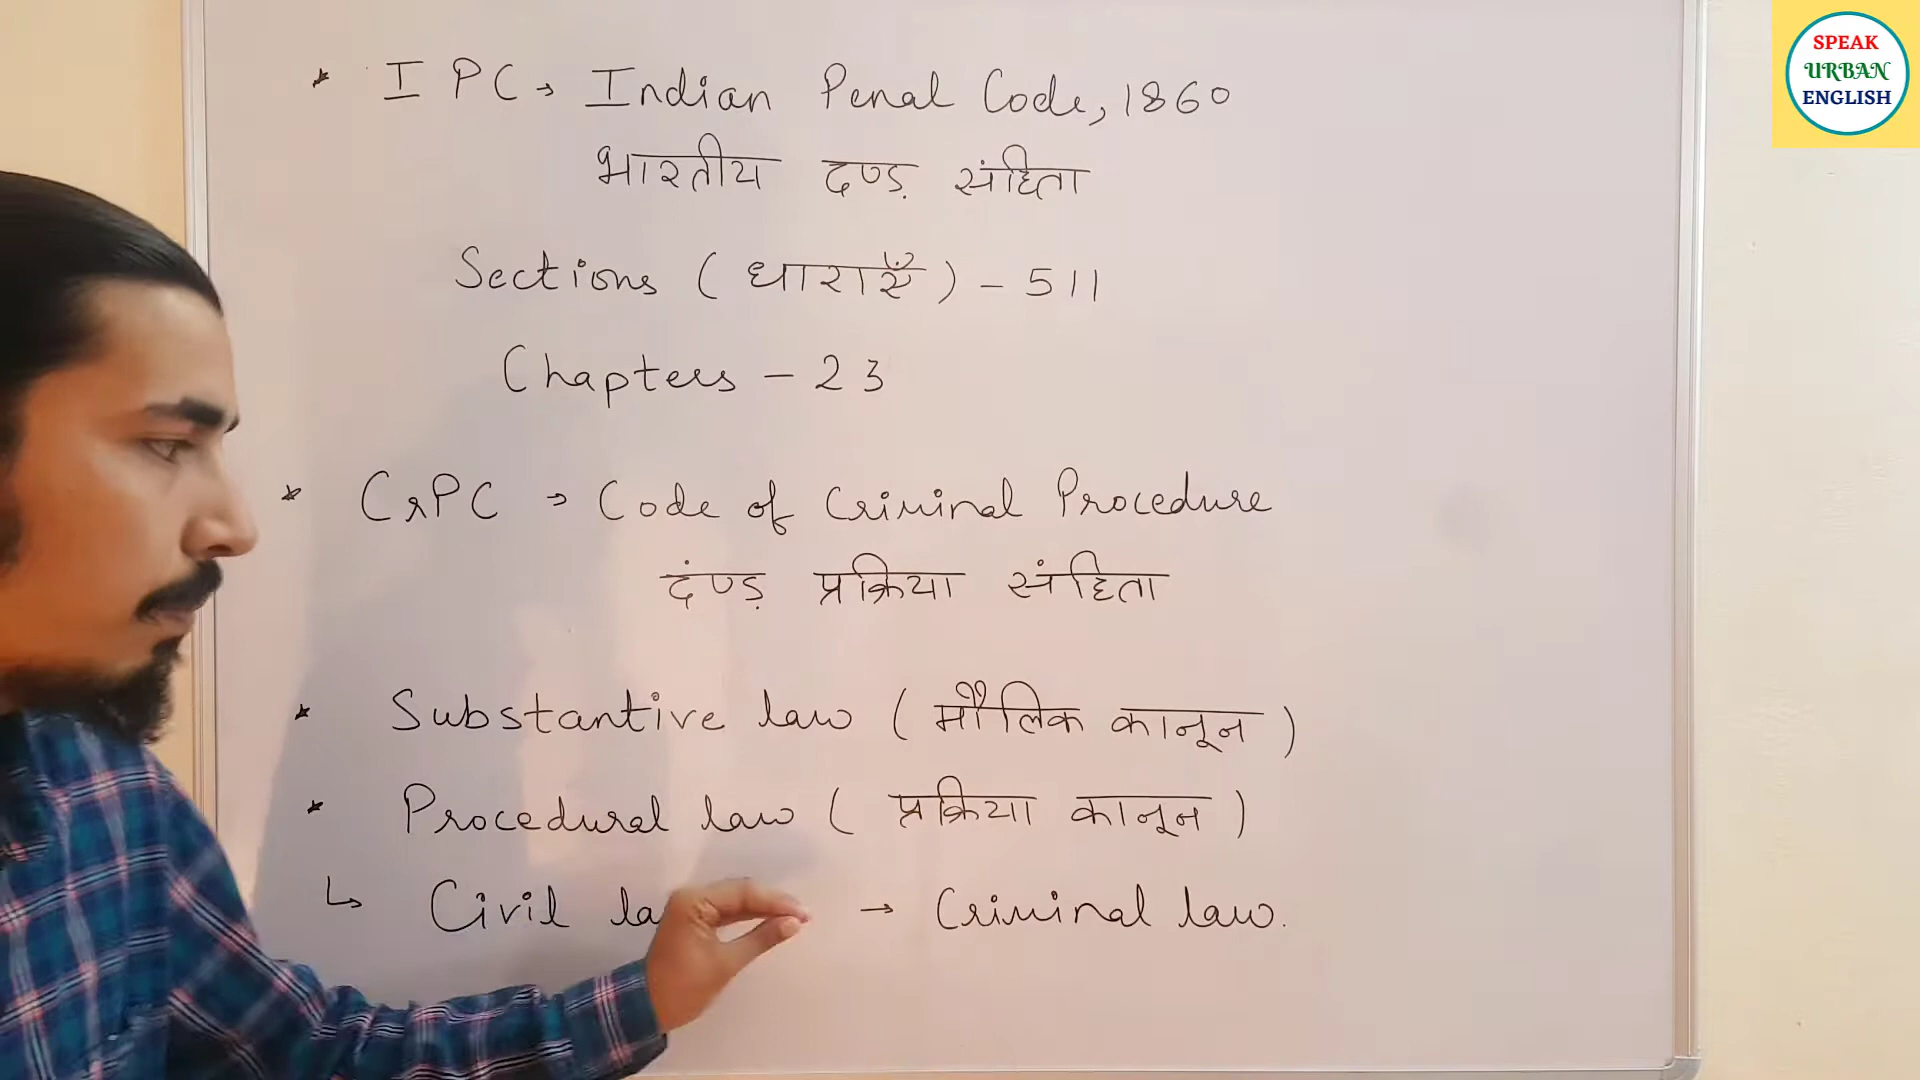 * IPC → Indian Penal Code, 1860
भारतीय दण्ड़ संहिता
Sections (धाराएँ) - 511
Chapters - 23
* CrPC → Code of Criminal Procedure
दंण्ड़ प्रक्रिया संहिता
* Substantive law (मौलिक कानून)
* Procedural law (प्रक्रिया कानून)
↳ Civil la → Criminal law.
SPEAK
URBAN
ENGLISH